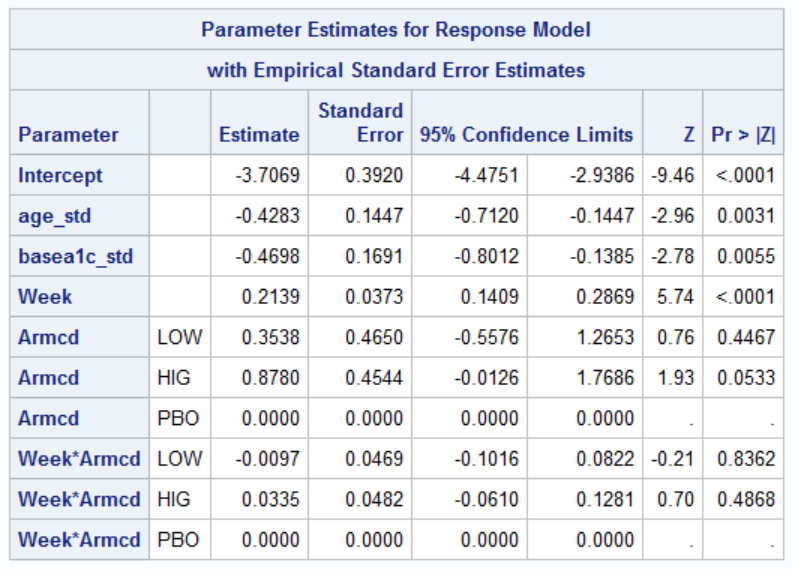 Parameter Estimates for Response Model
with Empirical Standard Error Estimates
Parameter Estimate Standard Error 95% Confidence Limits Z Pr > |Z|
Intercept -3.7069 0.3920 -4.4751 -2.9386 -9.46 <.0001
age_std -0.4283 0.1447 -0.7120 -0.1447 -2.96 0.0031
basea1c_std -0.4698 0.1691 -0.8012 -0.1385 -2.78 0.0055
Week 0.2139 0.0373 0.1409 0.2869 5.74 <.0001
Armcd LOW 0.3538 0.4650 -0.5576 1.2653 0.76 0.4467
Armcd HIG 0.8780 0.4544 -0.0126 1.7686 1.93 0.0533
Armcd PBO 0.0000 0.0000 0.0000 0.0000 . .
Week*Armcd LOW -0.0097 0.0469 -0.1016 0.0822 -0.21 0.8362
Week*Armcd HIG 0.0335 0.0482 -0.0610 0.1281 0.70 0.4868
Week*Armcd PBO 0.0000 0.0000 0.0000 0.0000 . .